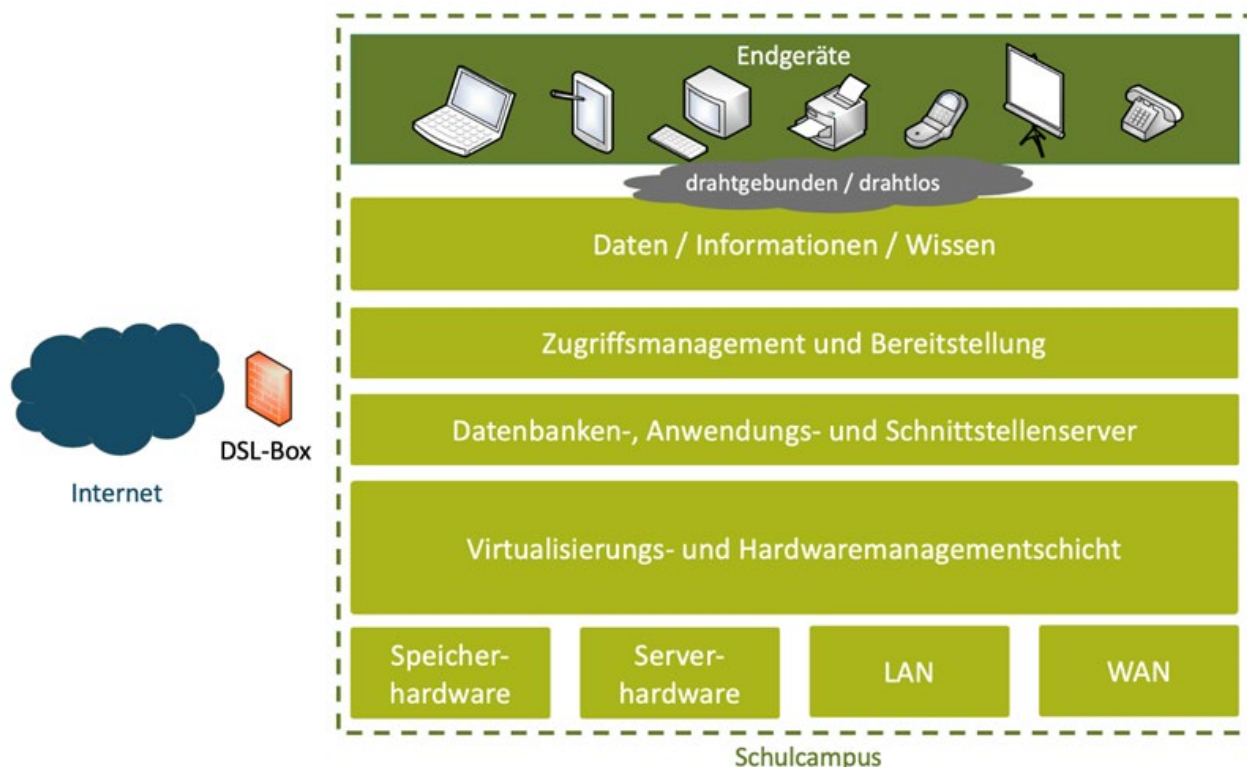 Endgeräte
drahtgebunden / drahtlos
Daten / Informationen / Wissen
Zugriffsmanagement und Bereitstellung
Datenbanken-, Anwendungs- und Schnittstellenserver
DSL-Box
Internet
Virtualisierungs- und Hardwaremanagementschicht
Speicher-
hardware
Server-
hardware
LAN
WAN
Schulcampus